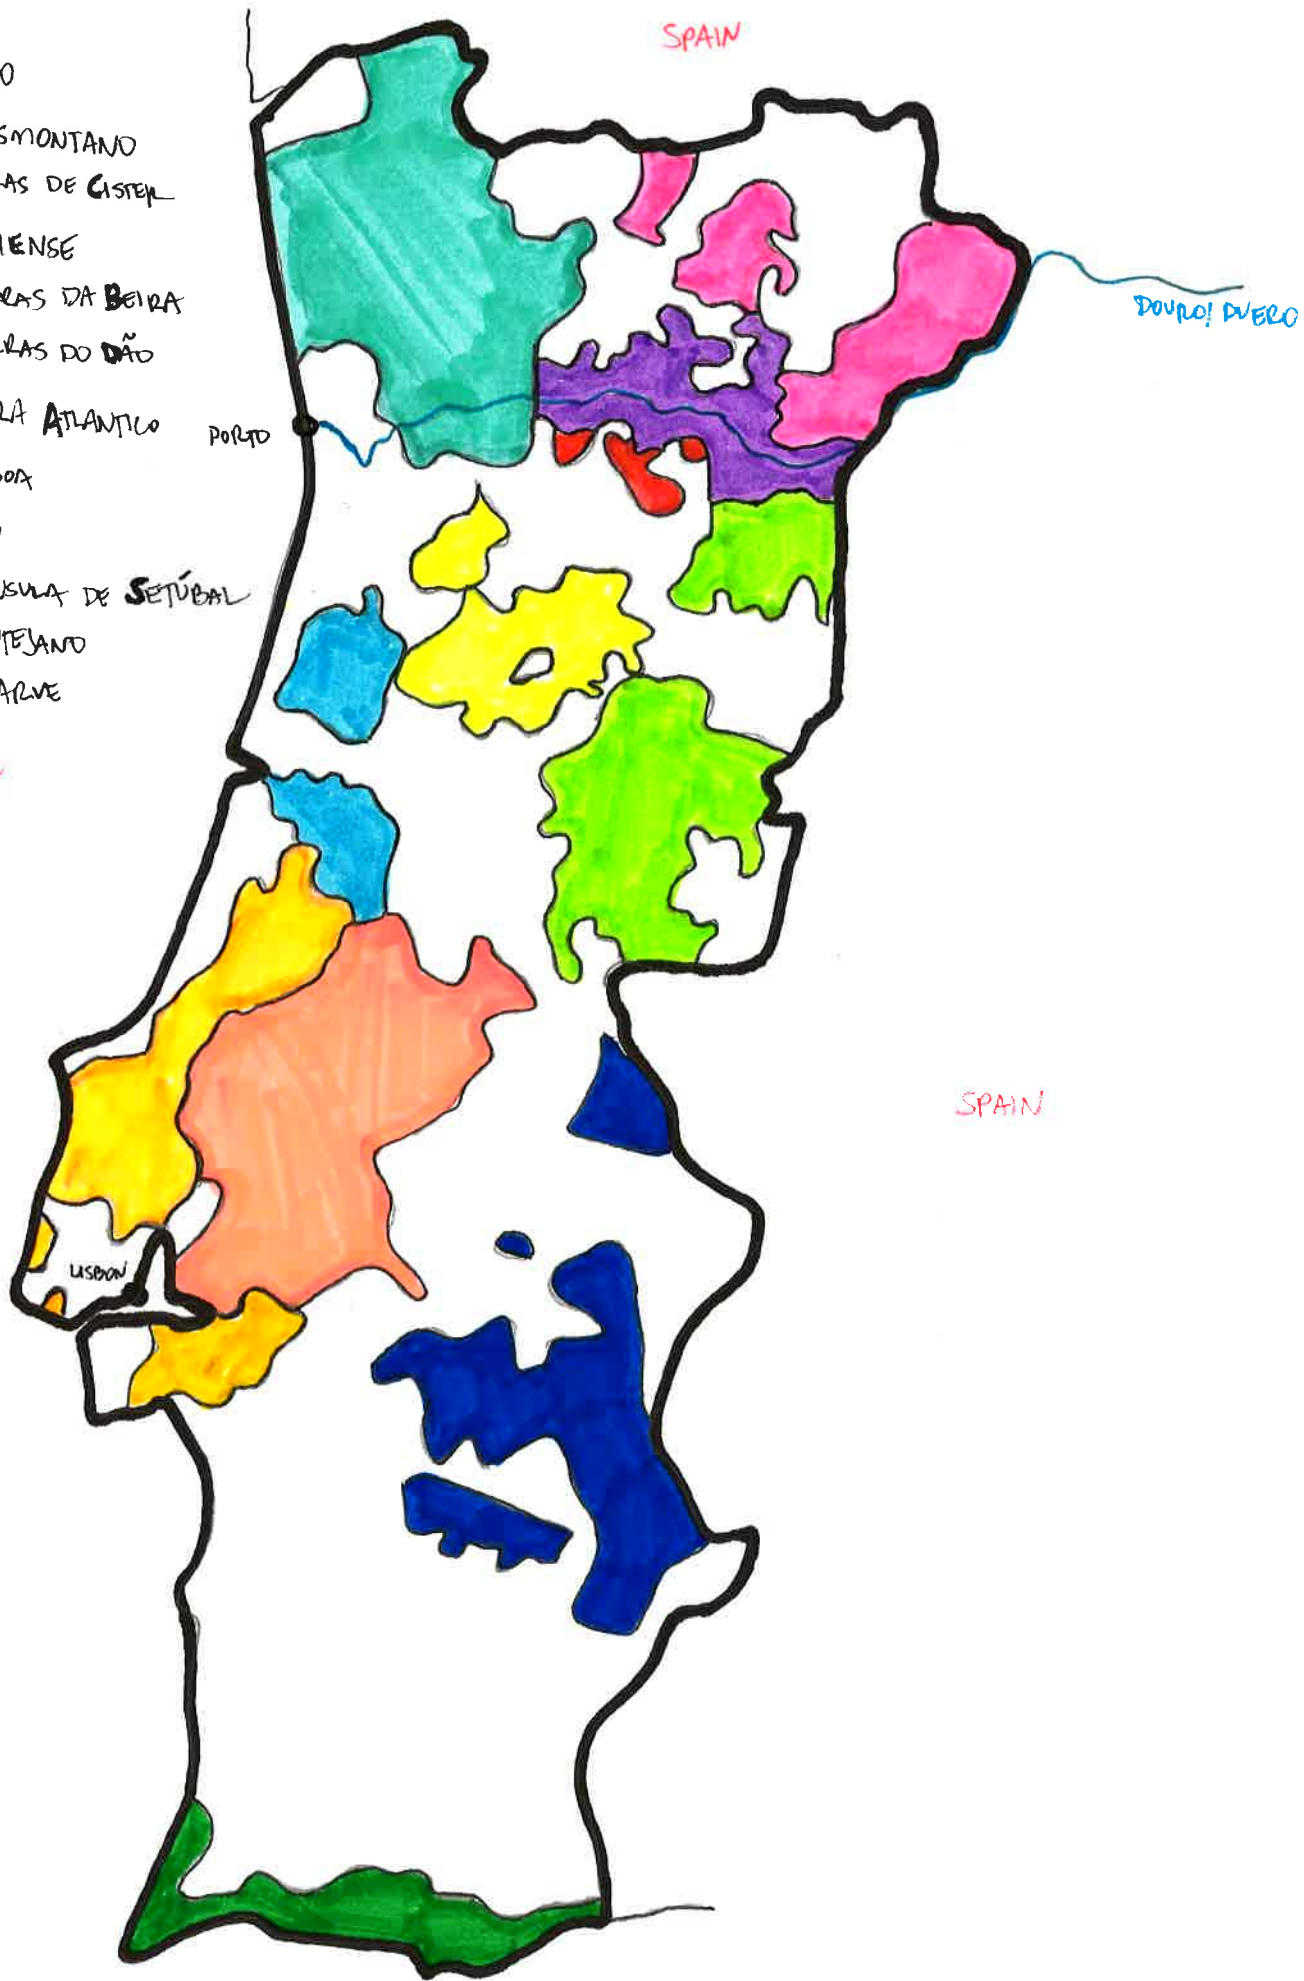 SPAIN
O
SMONTANO
AS DE CISTER
IENSE
RAS DA BEIRA
RAS DO DÃO
DOURO/DUERO
RA ATLANTICO
PORTO
OA
SULA DE SETÚBAL
TEJANO
ARVE
SPAIN
LISBON